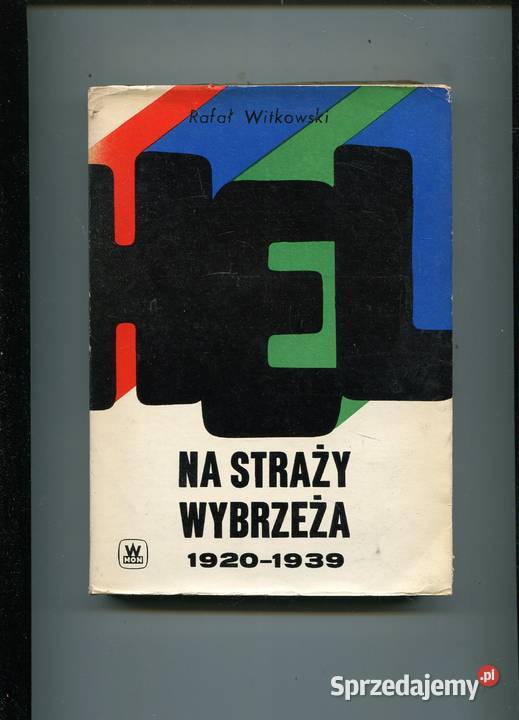 Rafał Witkowski
HEL
NA STRAŻY
WYBRZEŻA
1920-1939
W
MON
Sprzedajemy.pl